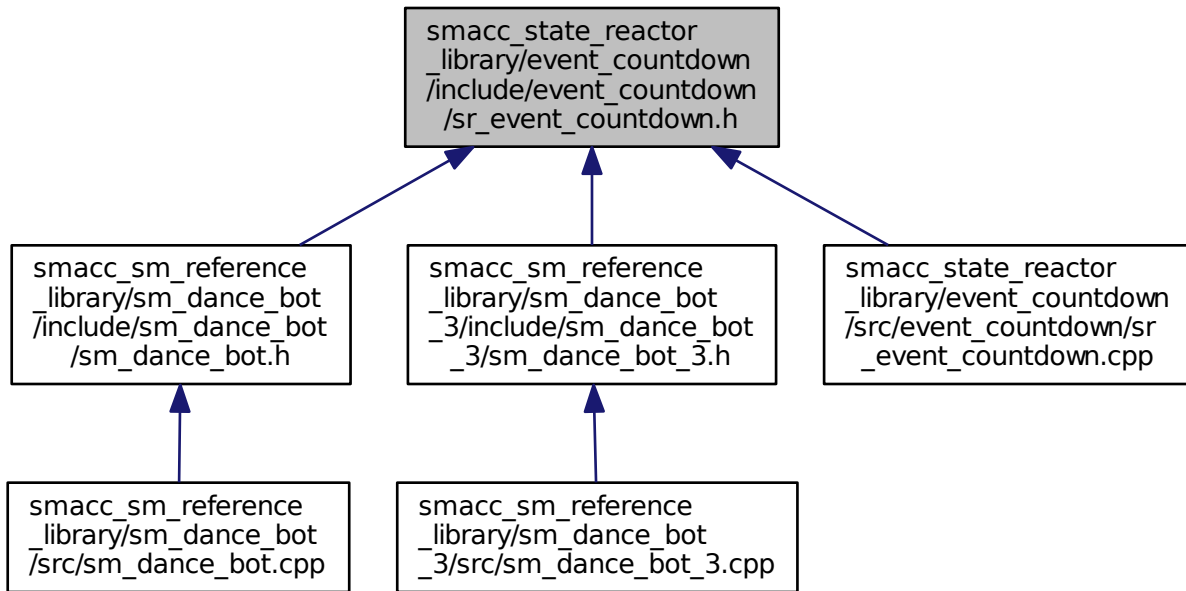 smacc_state_reactor
_library/event_countdown
/include/event_countdown
/sr_event_countdown.h
smacc_sm_reference
_library/sm_dance_bot
/include/sm_dance_bot
/sm_dance_bot.h
smacc_sm_reference
_library/sm_dance_bot
_3/include/sm_dance_bot
_3/sm_dance_bot_3.h
smacc_state_reactor
_library/event_countdown
/src/event_countdown/sr
_event_countdown.cpp
smacc_sm_reference
_library/sm_dance_bot
/src/sm_dance_bot.cpp
smacc_sm_reference
_library/sm_dance_bot
_3/src/sm_dance_bot_3.cpp